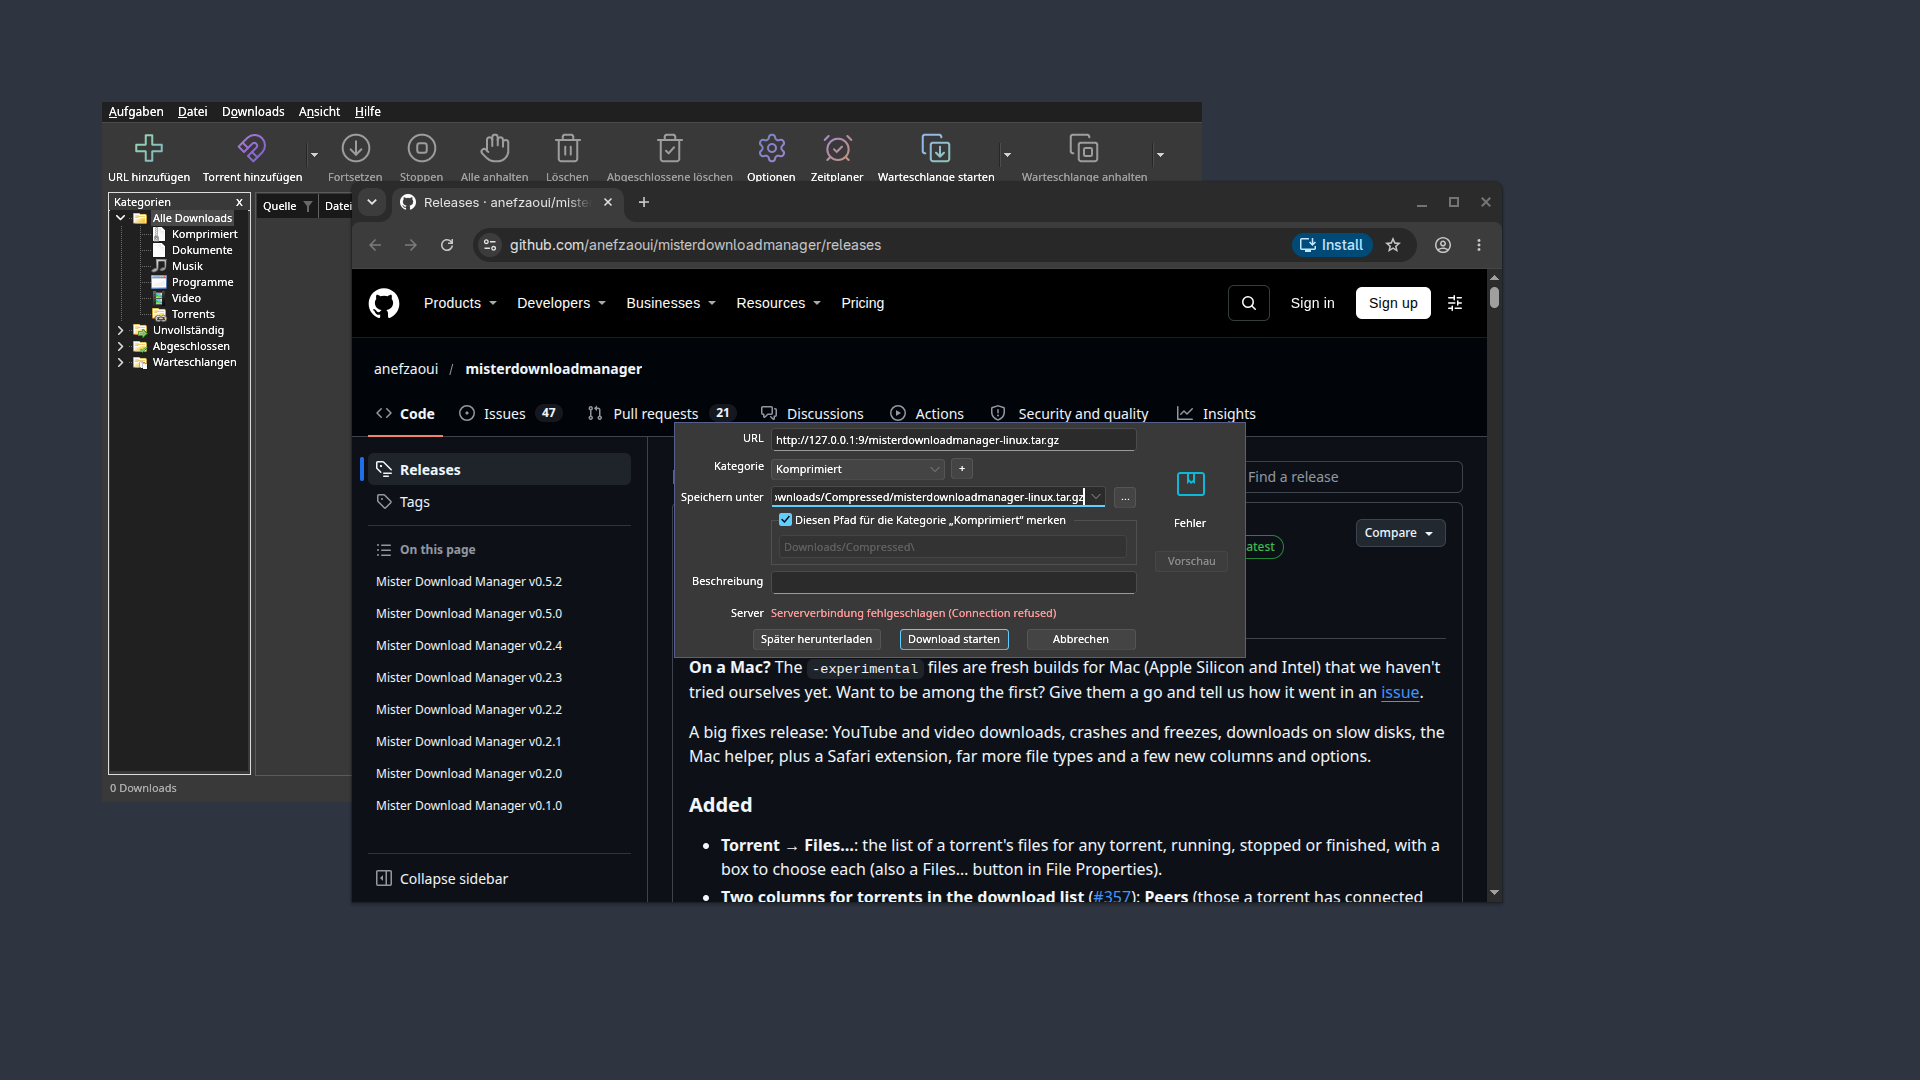 Aufgaben Datei Downloads Ansicht Hilfe
URL hinzufügen Torrent hinzufügen Fortsetzen Stoppen Alle anhalten Löschen Abgeschlossene löschen Optionen Zeitplaner Warteschlange starten Warteschlange anhalten
Kategorien x
Alle Downloads
Komprimiert
Dokumente
Musik
Programme
Video
Torrents
Unvollständig
Abgeschlossen
Warteschlangen
Quelle Datei
0 Downloads
Releases · anefzaoui/miste
github.com/anefzaoui/misterdownloadmanager/releases
Install
Products Developers Businesses Resources Pricing
Sign in Sign up
anefzaoui / misterdownloadmanager
Code Issues 47 Pull requests 21 Discussions Actions Security and quality Insights
Releases
Tags
On this page
Mister Download Manager v0.5.2
Mister Download Manager v0.5.0
Mister Download Manager v0.2.4
Mister Download Manager v0.2.3
Mister Download Manager v0.2.2
Mister Download Manager v0.2.1
Mister Download Manager v0.2.0
Mister Download Manager v0.1.0
Collapse sidebar
Find a release
atest
Compare
URL http://127.0.0.1:9/misterdownloadmanager-linux.tar.gz
Kategorie Komprimiert +
Speichern unter ownloads/Compressed/misterdownloadmanager-linux.tar.gz ...
Diesen Pfad für die Kategorie „Komprimiert“ merken
Downloads/Compressed\
Beschreibung
Server Serververbindung fehlgeschlagen (Connection refused)
Später herunterladen Download starten Abbrechen
Fehler
Vorschau
On a Mac? The -experimental files are fresh builds for Mac (Apple Silicon and Intel) that we haven't
tried ourselves yet. Want to be among the first? Give them a go and tell us how it went in an issue.
A big fixes release: YouTube and video downloads, crashes and freezes, downloads on slow disks, the
Mac helper, plus a Safari extension, far more file types and a few new columns and options.
Added
• Torrent → Files...: the list of a torrent's files for any torrent, running, stopped or finished, with a
box to choose each (also a Files... button in File Properties).
• Two columns for torrents in the download list (#357): Peers (those a torrent has connected